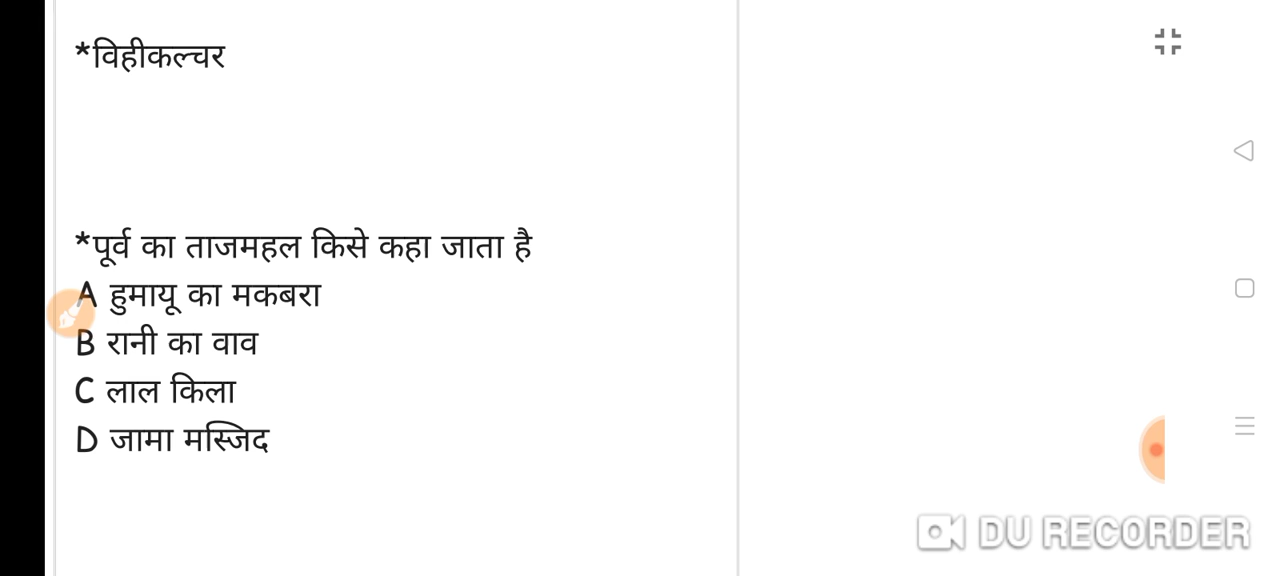 *विहीकल्चर
*पूर्व का ताजमहल किसे कहा जाता है
A हुमायू का मकबरा
B रानी का वाव
C लाल किला
D जामा मस्जिद
DU RECORDER